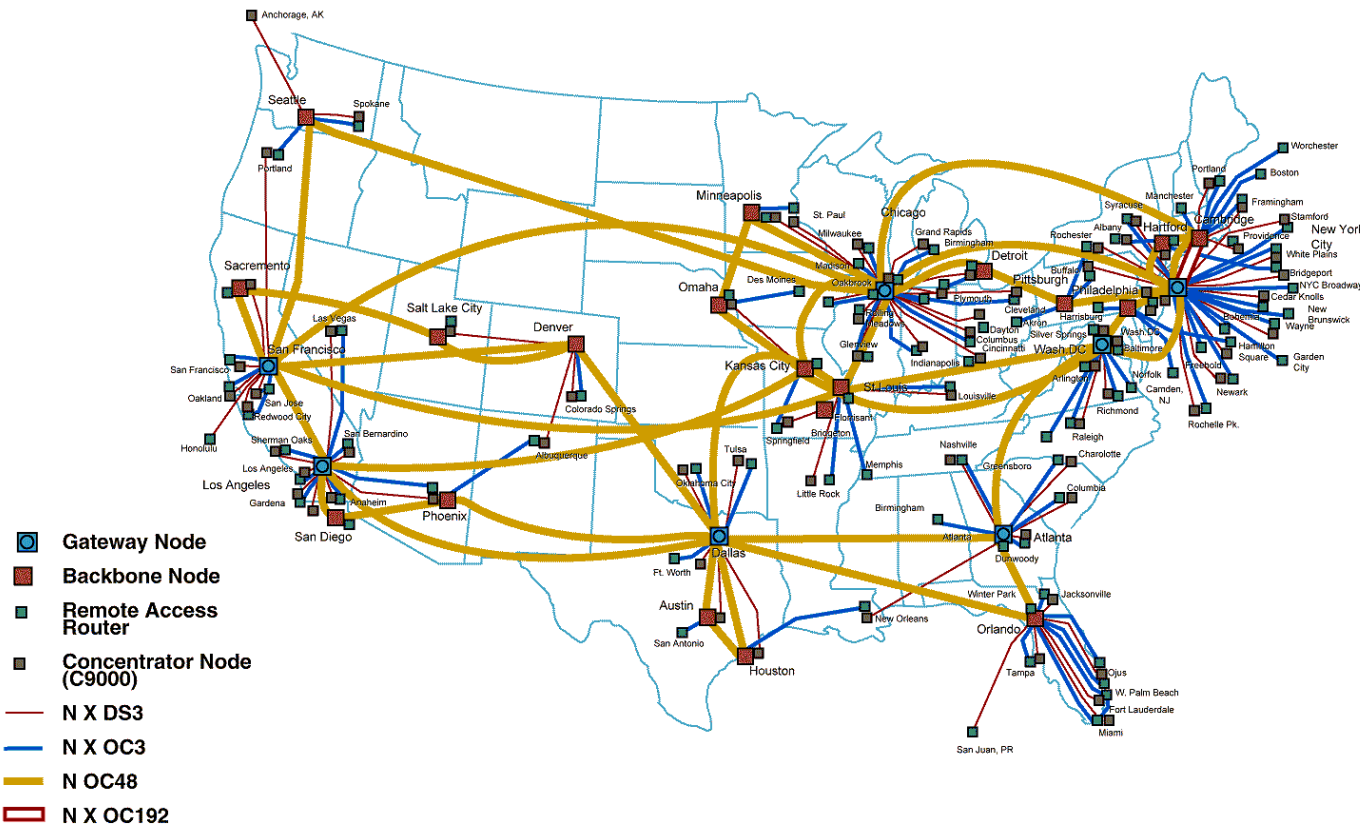 Anchorage, AK
Seattle
Spokane
Portland
Sacremento
Las Vegas
Salt Lake City
Denver
San Francisco
San Francisco
Oakland
San Jose
Redwood City
Honolulu
Sherman Oaks
San Bernardino
Los Angeles
Los Angeles
Gardena
Anaheim
San Diego
Phoenix
Albuquerque
Colorado Springs
Minneapolis
St. Paul
Omaha
Des Moines
Milwaukee
Madison
Oakbrook
Chicago
Grand Rapids
Birmingham
Detroit
Plymouth
Rolling
Meadows
Glenview
Indianapolis
Cleveland
Akron
Dayton
Columbus
Cincinnati
Kansas City
St Louis
Florisant
Bridgeton
Springfield
Louisville
Little Rock
Memphis
Tulsa
Oklahoma City
Dallas
Ft. Worth
Austin
San Antonio
Houston
New Orleans
Nashville
Greensboro
Charolotte
Columbia
Birmingham
Atlanta
Atlanta
Dunwoody
Winter Park
Jacksonville
Orlando
Tampa
Ojus
W. Palm Beach
Fort Lauderdale
Miami
San Juan, PR
Pittsburgh
Philadelphia
Harrisburg
Buffalo
Rochester
Albany
Syracuse
Hartford
Manchester
Portland
Cambridge
Worchester
Boston
Framingham
Stamford
Providence
New York
City
White Plains
Bridgeport
NYC Broadway
Cedar Knolls
New
Brunswick
Wayne
Bohemia
Hamilton
Square
Garden
City
Freehold
Newark
Rochelle Pk.
Silver Springs
Wash.DC
Wash.DC
Baltimore
Arlington
Norfolk
Camden,
NJ
Richmond
Raleigh
Gateway Node
Backbone Node
Remote Access
Router
Concentrator Node
(C9000)
N X DS3
N X OC3
N OC48
N X OC192